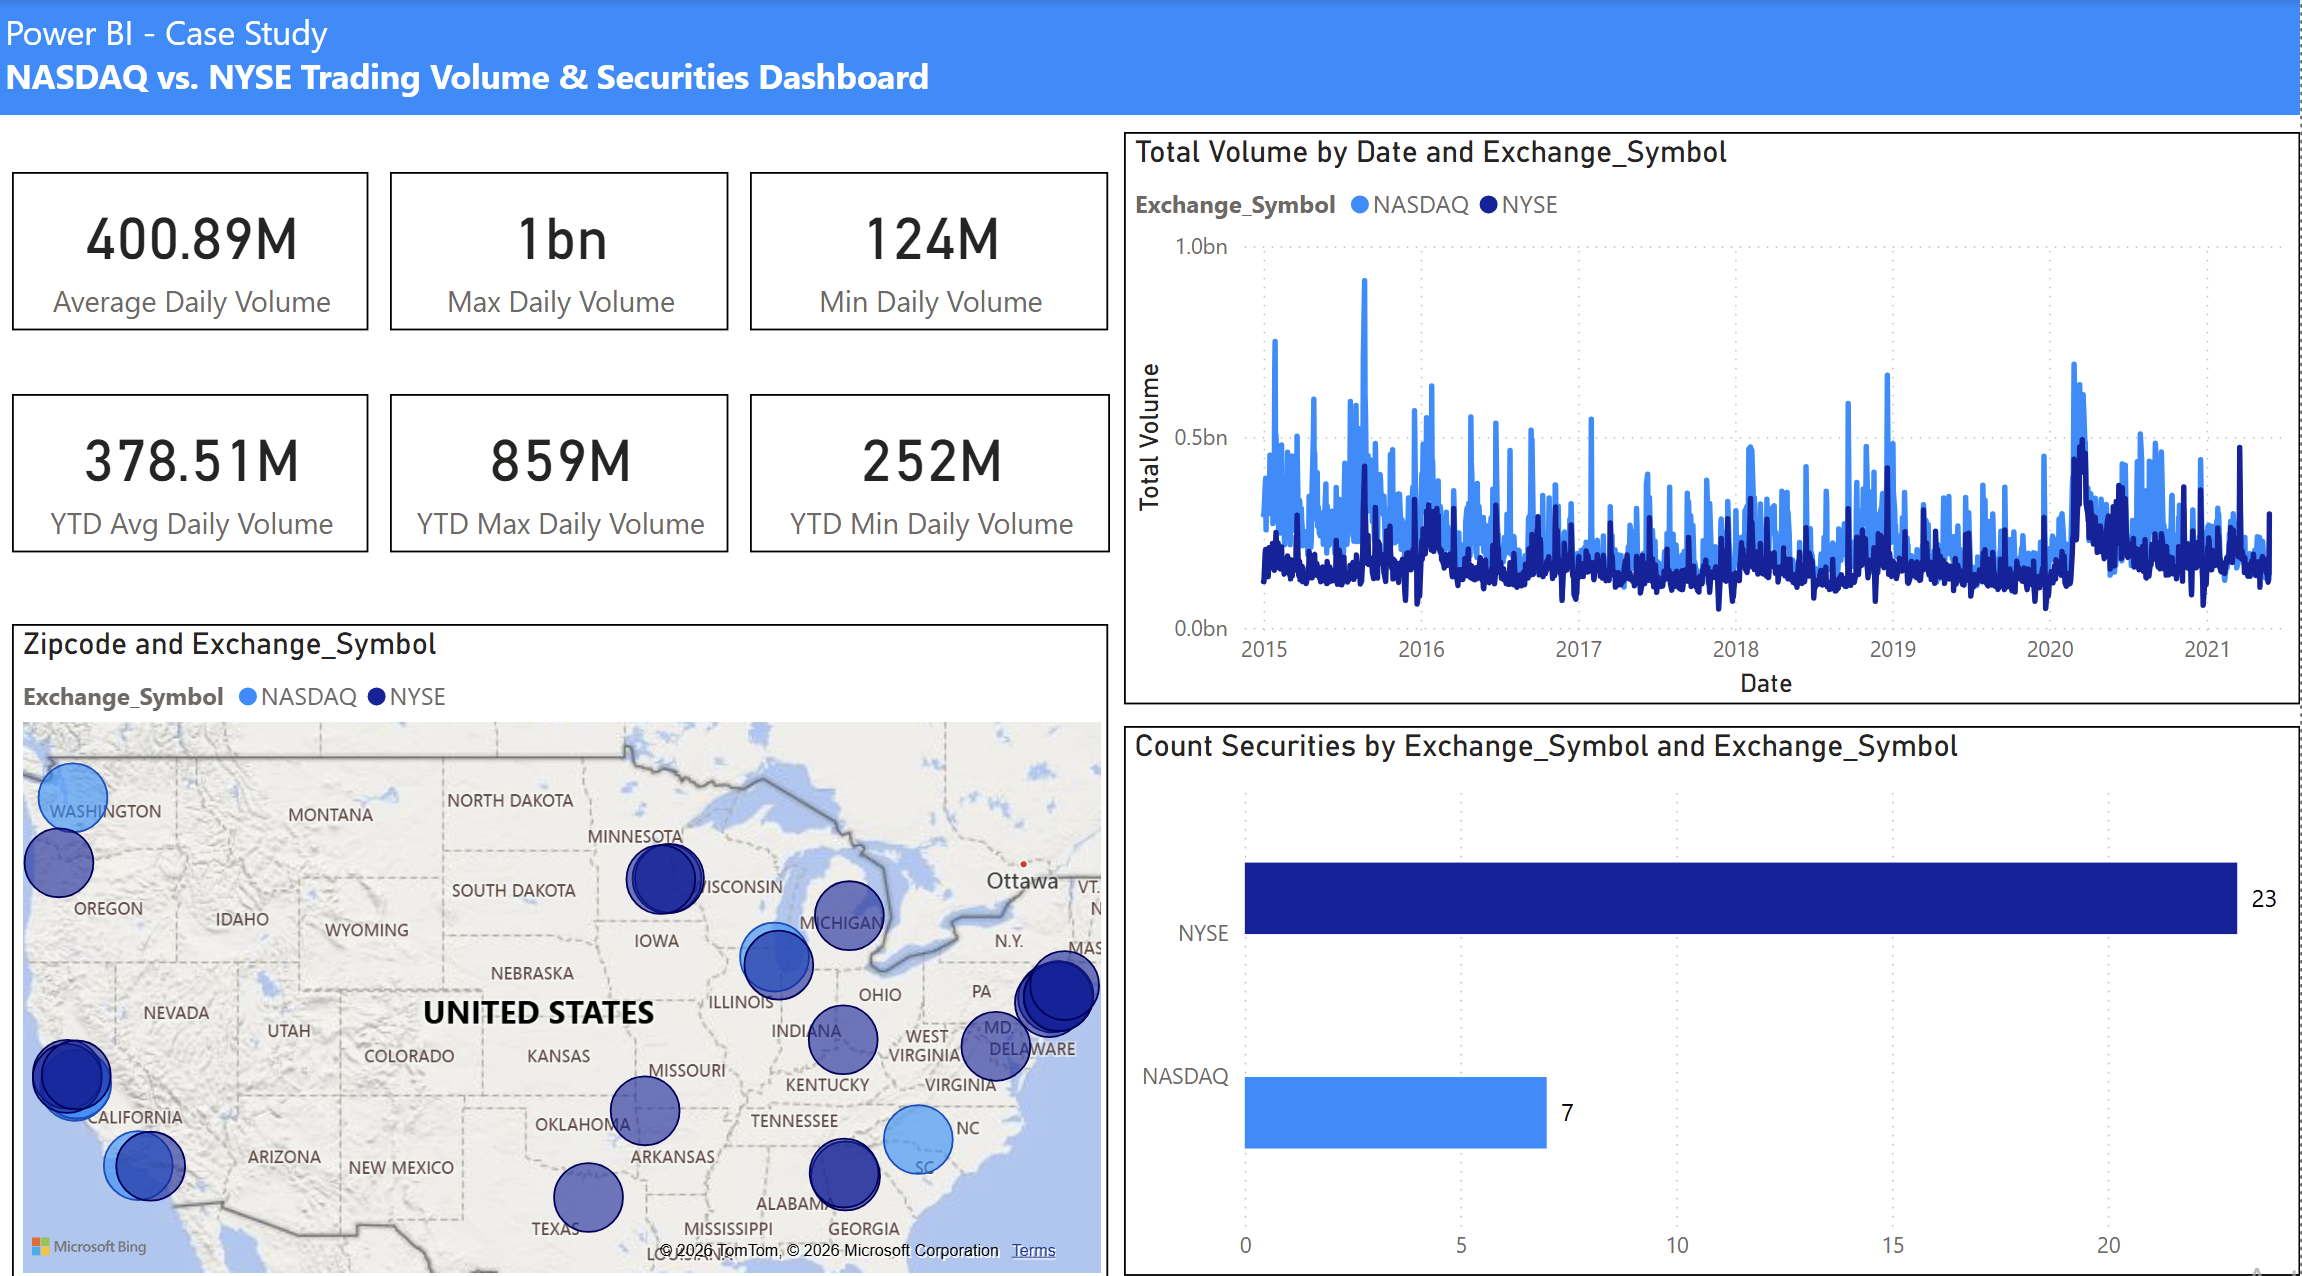 Power BI - Case Study
NASDAQ vs. NYSE Trading Volume & Securities Dashboard
400.89M
Average Daily Volume
1bn
Max Daily Volume
124M
Min Daily Volume
378.51M
YTD Avg Daily Volume
859M
YTD Max Daily Volume
252M
YTD Min Daily Volume
Total Volume by Date and Exchange_Symbol
Exchange_Symbol NASDAQ NYSE
Total Volume
1.0bn
0.5bn
0.0bn
2015 2016 2017 2018 2019 2020 2021
Date
Zipcode and Exchange_Symbol
Exchange_Symbol NASDAQ NYSE
WASHINGTON
MONTANA
NORTH DAKOTA
MINNESOTA
Ottawa
VT.
SOUTH DAKOTA
ISCONSIN
OREGON
IDAHO
WYOMING
MICHIGAN
N
IOWA
N.Y.
MAS
NEBRASKA
ILLINOIS
OHIO
PA
NEVADA
UTAH
UNITED STATES
INDIANA
MD.
COLORADO
KANSAS
WEST
VIRGINIA
DELAWARE
MISSOURI
KENTUCKY
VIRGINIA
CALIFORNIA
OKLAHOMA
TENNESSEE
NC
ARIZONA
NEW MEXICO
ARKANSAS
SC
ALABAMA
TEXAS
MISSISSIPPI
GEORGIA
LOUISIANA
Microsoft Bing
© 2026 TomTom, © 2026 Microsoft Corporation Terms
Count Securities by Exchange_Symbol and Exchange_Symbol
NYSE
23
NASDAQ
7
0 5 10 15 20